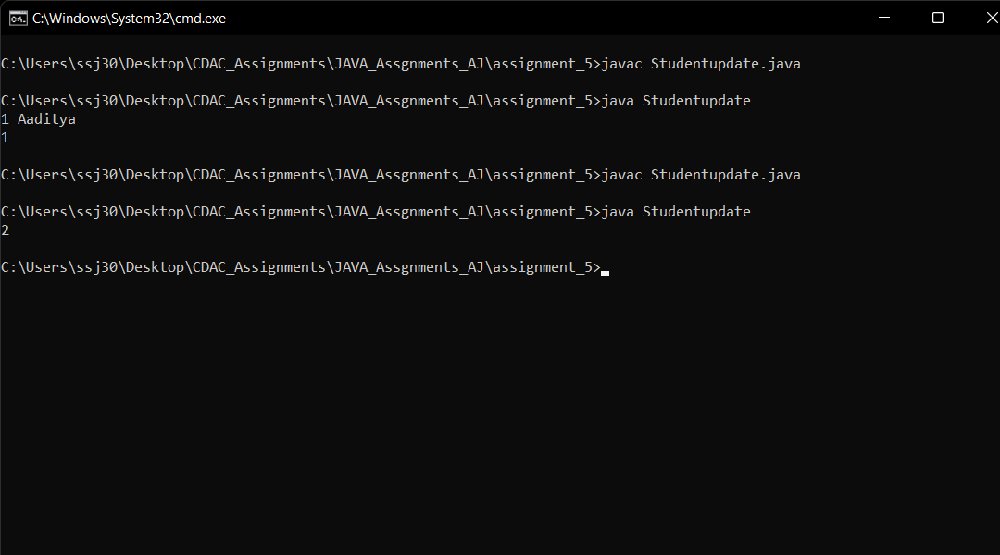 C:\Windows\System32\cmd.exe
C:\Users\ssj30\Desktop\CDAC_Assignments\JAVA_Assgnments_AJ\assignment_5>javac Studentupdate.java
C:\Users\ssj30\Desktop\CDAC_Assignments\JAVA_Assgnments_AJ\assignment_5>java Studentupdate
1 Aaditya
1
C:\Users\ssj30\Desktop\CDAC_Assignments\JAVA_Assgnments_AJ\assignment_5>javac Studentupdate.java
C:\Users\ssj30\Desktop\CDAC_Assignments\JAVA_Assgnments_AJ\assignment_5>java Studentupdate
2
C:\Users\ssj30\Desktop\CDAC_Assignments\JAVA_Assgnments_AJ\assignment_5>